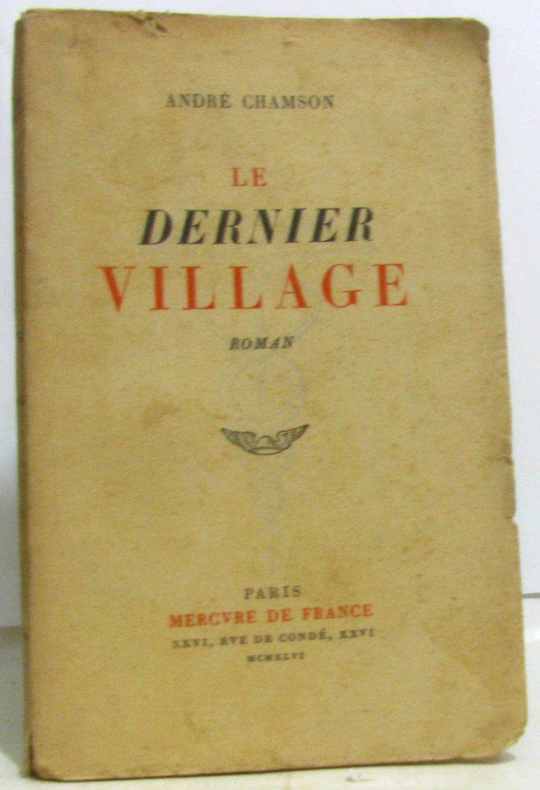 ANDRÉ CHAMSON
LE
DERNIER
VILLAGE
ROMAN
PARIS
MERCVRE DE FRANCE
XXVI, RVE DE CONDÉ, XXVI
MCMXLVI